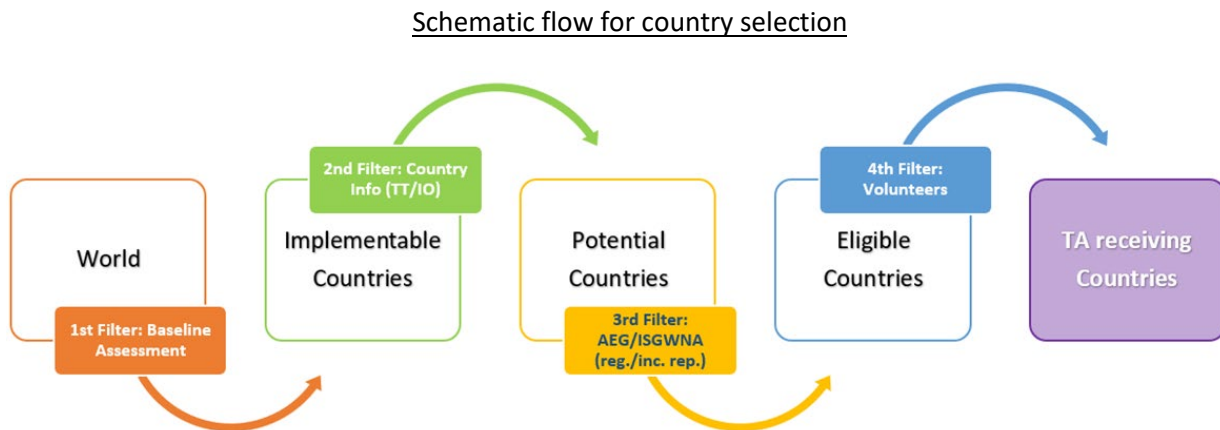 Schematic flow for country selection
World
1st Filter: Baseline
Assessment
2nd Filter: Country
Info (TT/IO)
Implementable
Countries
Potential
Countries
3rd Filter:
AEG/ISGWNA
(reg./inc. rep.)
4th Filter:
Volunteers
Eligible
Countries
TA receiving
Countries